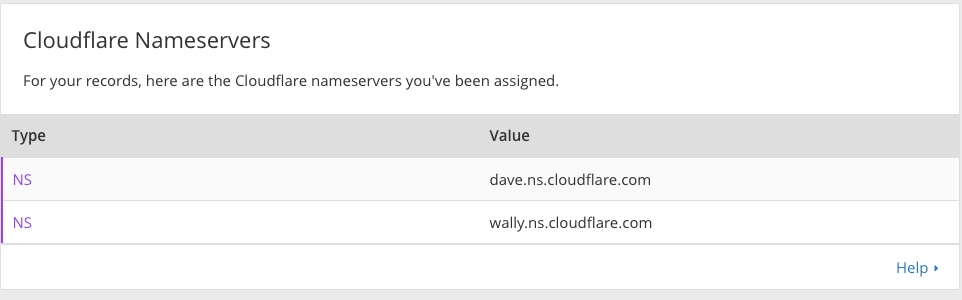 Cloudflare Nameservers
For your records, here are the Cloudflare nameservers you've been assigned.
Type Value
NS dave.ns.cloudflare.com
NS wally.ns.cloudflare.com
Help